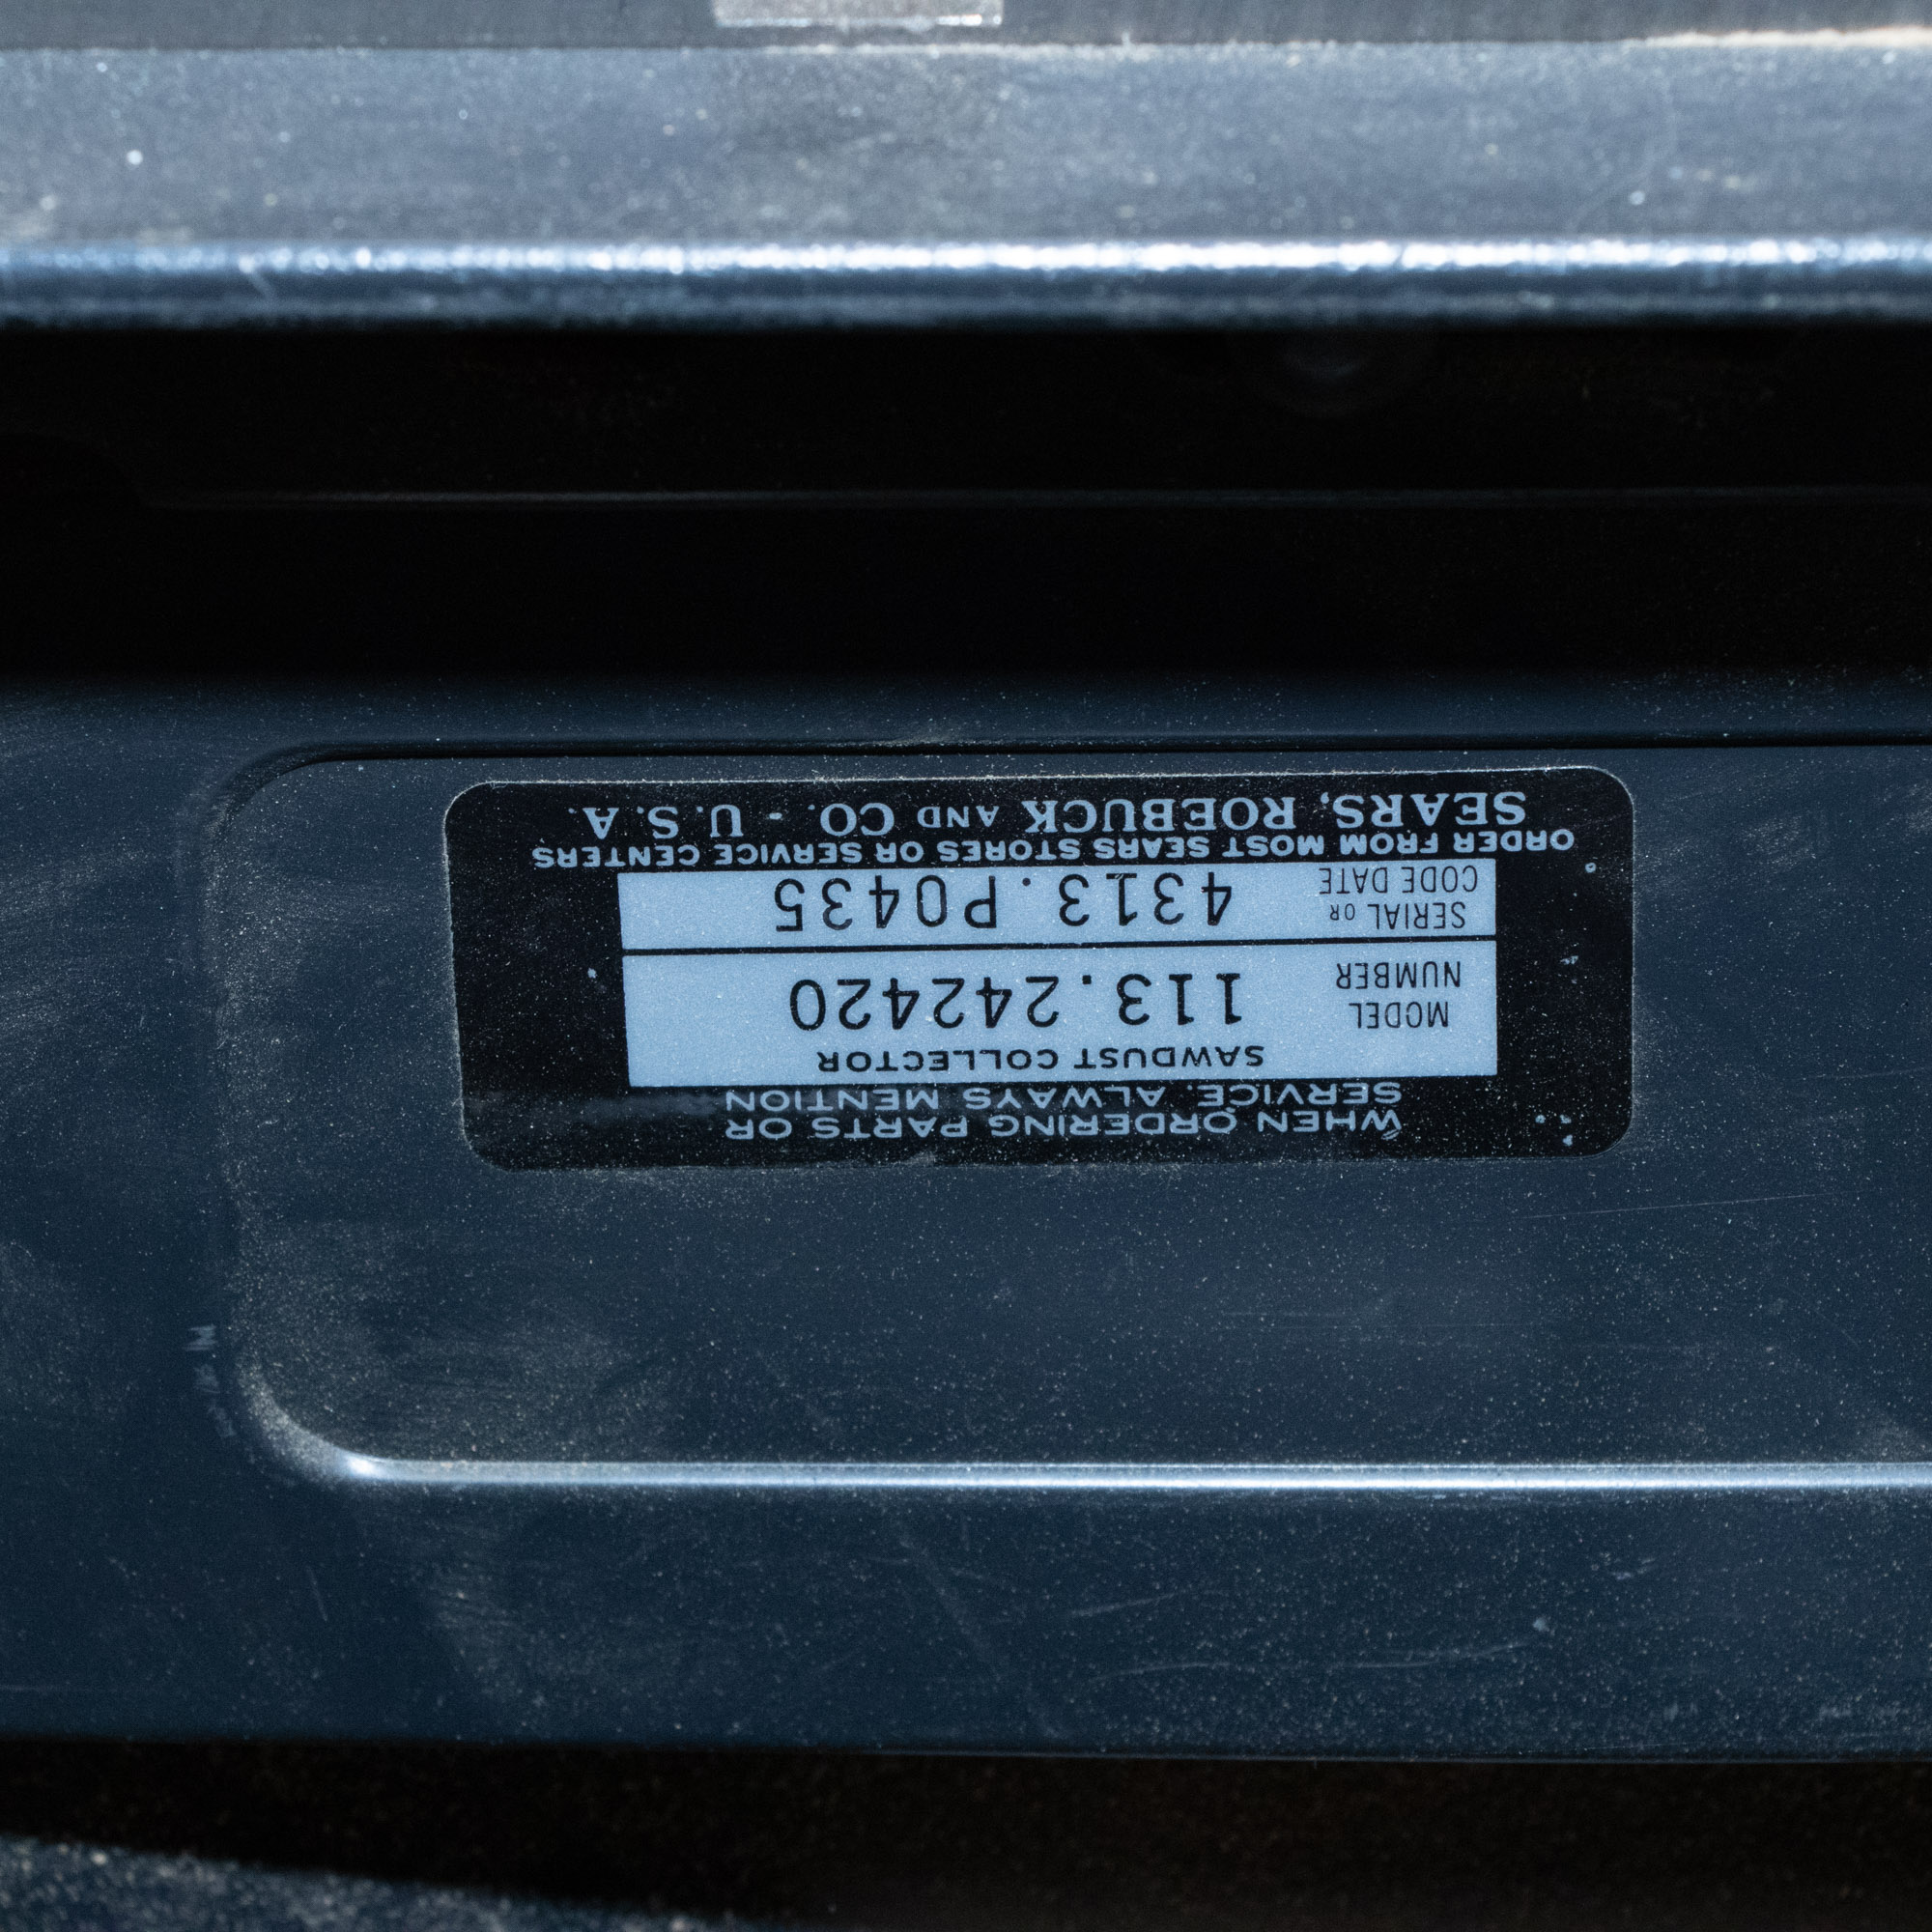 WHEN ORDERING PARTS OR
SERVICE, ALWAYS MENTION
SAWDUST COLLECTOR
MODEL NUMBER 113.242420
SERIAL OR CODE DATE 4313.P0435
ORDER FROM MOST SEARS STORES OR SERVICE CENTERS
SEARS, ROEBUCK AND CO. - U.S.A.